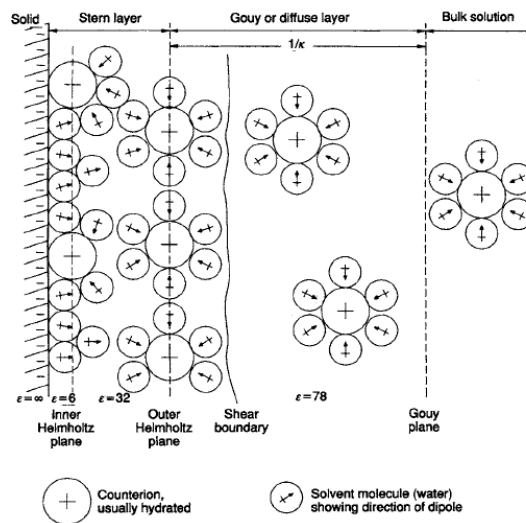 Solid
Stern layer
Gouy or diffuse layer
Bulk solution
1/κ
ε=∞ ε=6 ε=32 ε=78
Inner
Helmholtz
plane
Outer
Helmholtz
plane
Shear
boundary
Gouy
plane
Counterion,
usually hydrated
Solvent molecule (water)
showing direction of dipole